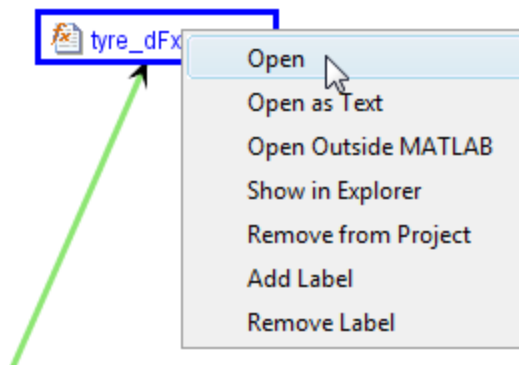 tyre_dFx
Open
Open as Text
Open Outside MATLAB
Show in Explorer
Remove from Project
Add Label
Remove Label